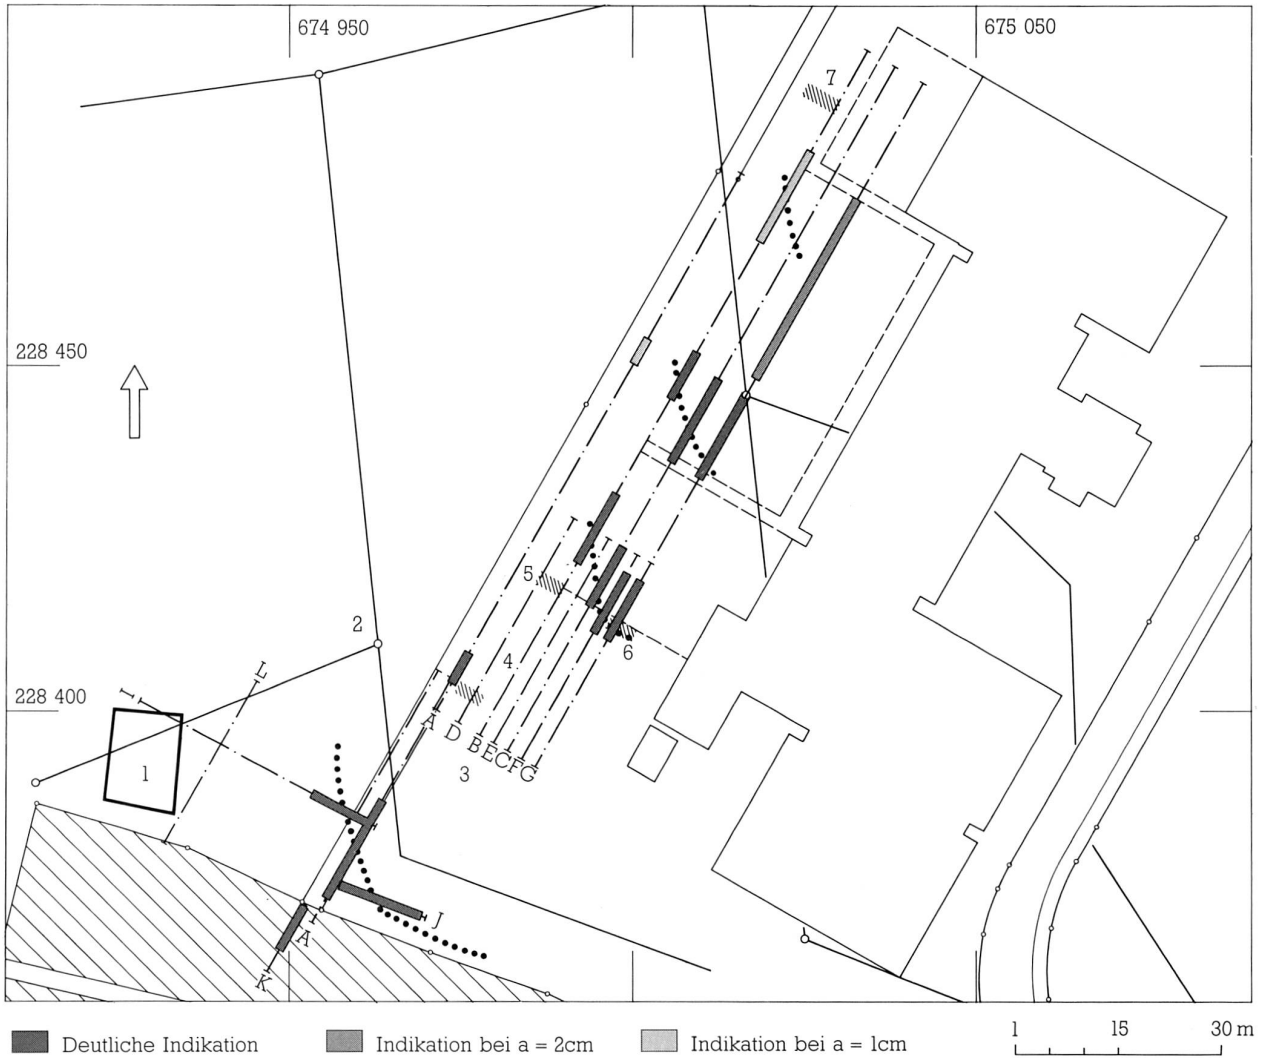 674 950
675 050
7
228 450
5
6
2
4
L
228 400
I
A
D
B
E
C
F
G
1
3
J
A
K
Deutliche Indikation
Indikation bei a = 2cm
Indikation bei a = 1cm
1 15 30 m